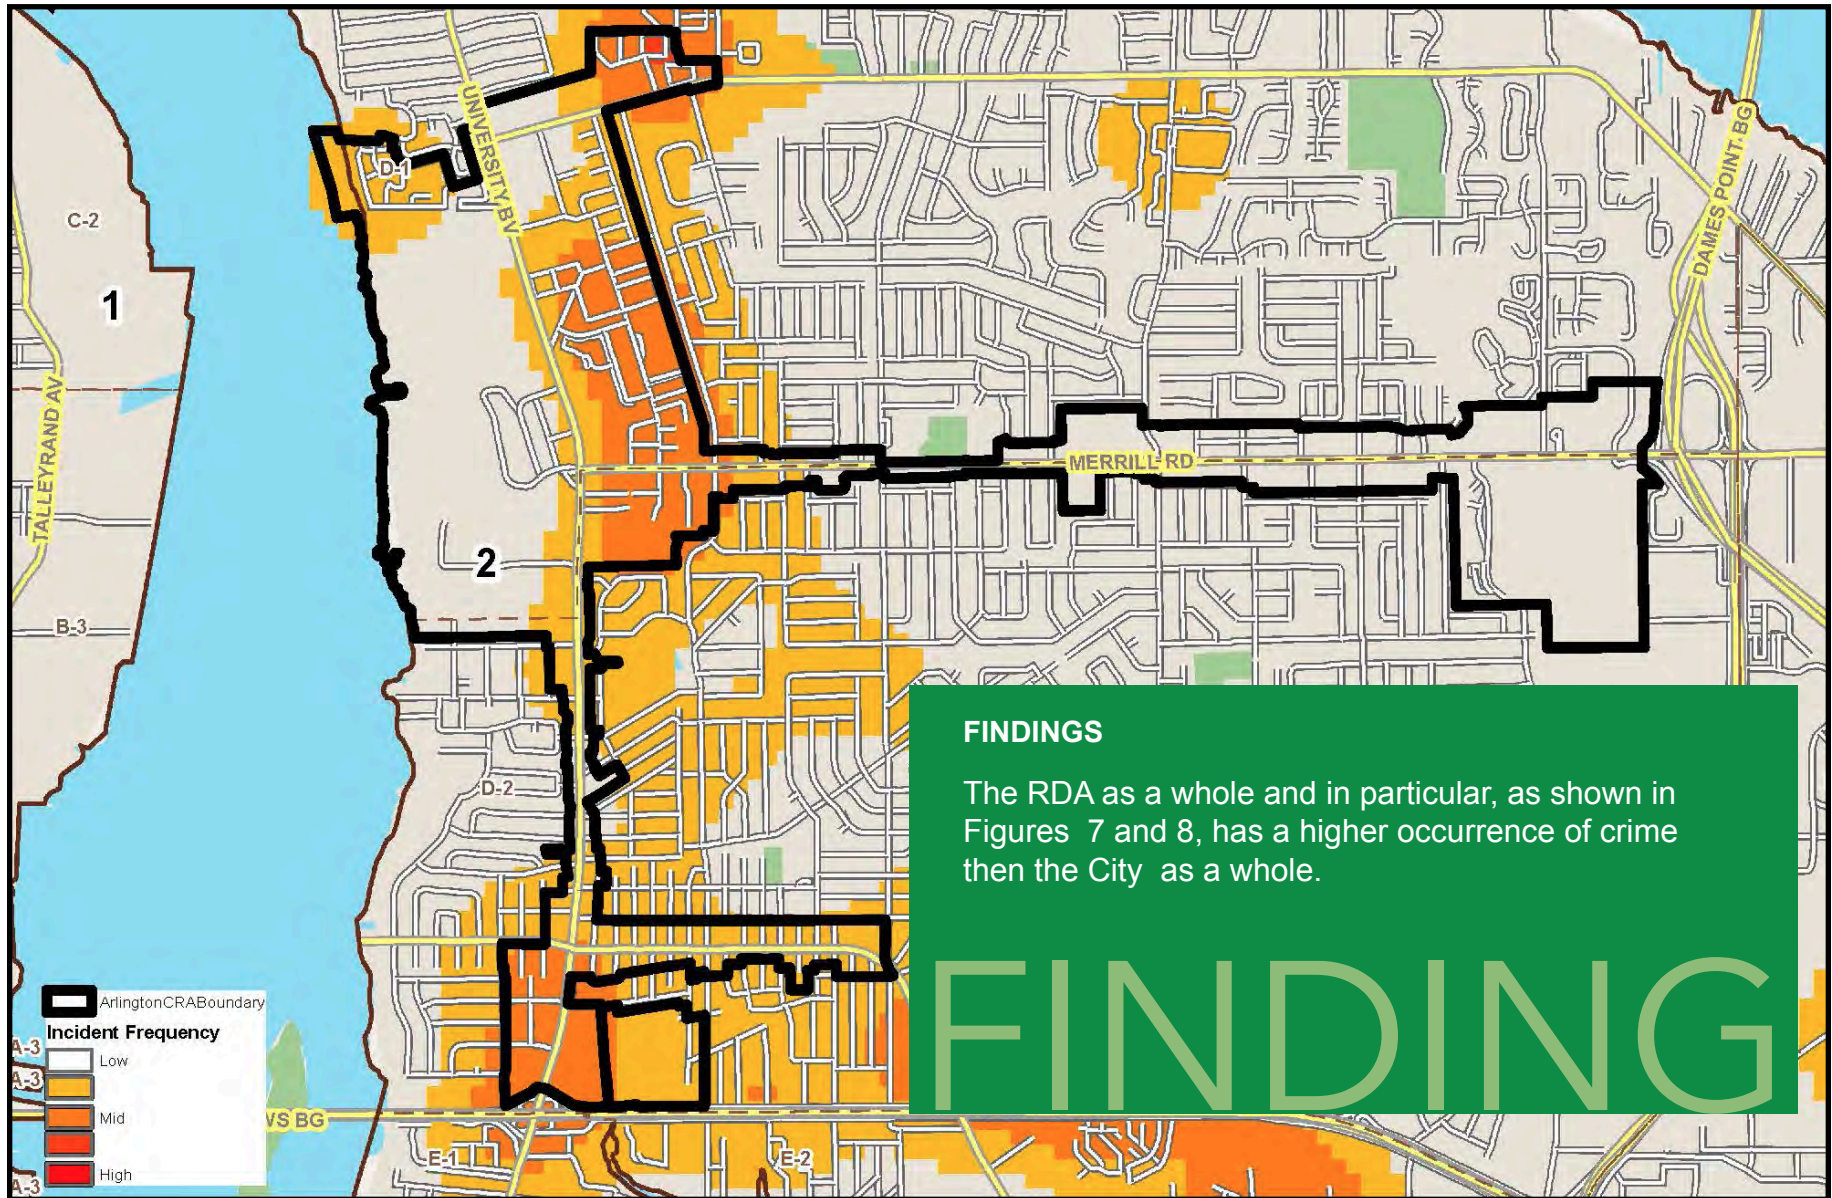 UNIVERSITY BV
D-1
C-2
DAMES POINT BG
1
TALLEYRAND AV
MERRILL RD
2
B-3
D-2
FINDINGS
The RDA as a whole and in particular, as shown in
Figures 7 and 8, has a higher occurrence of crime
then the City as a whole.
FINDING
ArlingtonCRABoundary
Incident Frequency
Low
Mid
High
A-3
A-3
A-3
WS BG
E-1
E-2